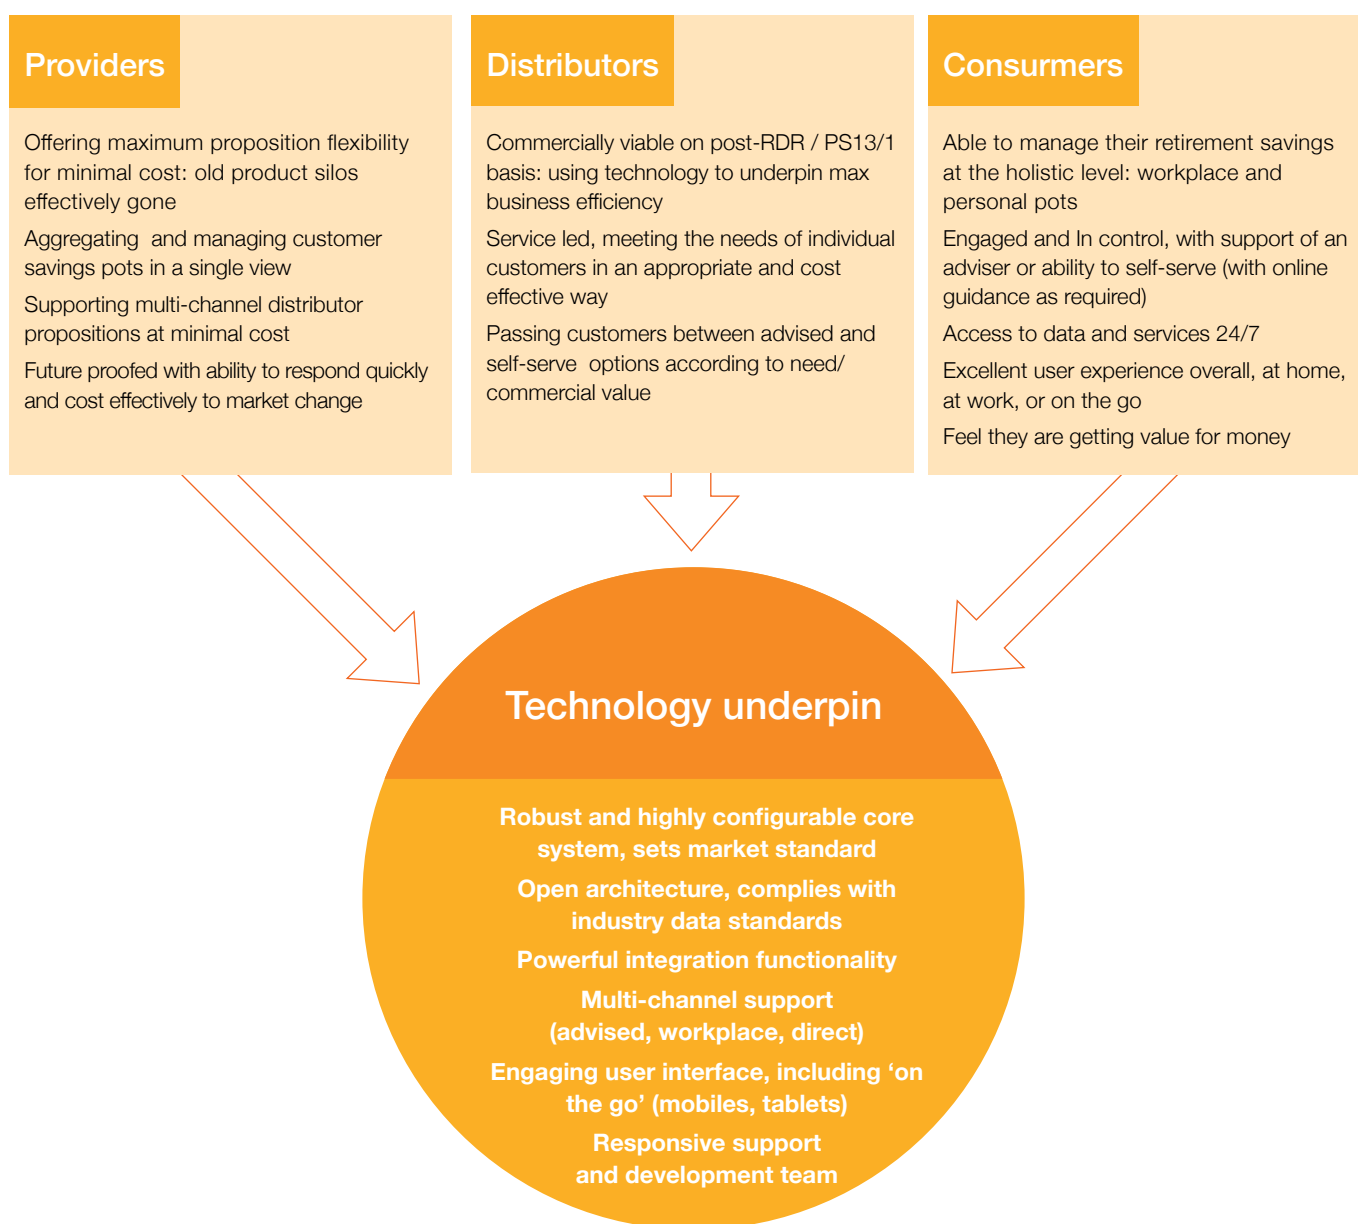 Providers
Offering maximum proposition flexibility
for minimal cost: old product silos
effectively gone
Aggregating  and managing customer
savings pots in a single view
Supporting multi-channel distributor
propositions at minimal cost
Future proofed with ability to respond quickly
and cost effectively to market change
Distributors
Commercially viable on post-RDR / PS13/1
basis: using technology to underpin max
business efficiency
Service led, meeting the needs of individual
customers in an appropriate and cost
effective way
Passing customers between advised and
self-serve  options according to need/
commercial value
Consurmers
Able to manage their retirement savings
at the holistic level: workplace and
personal pots
Engaged and In control, with support of an
adviser or ability to self-serve (with online
guidance as required)
Access to data and services 24/7
Excellent user experience overall, at home,
at work, or on the go
Feel they are getting value for money
Technology underpin
Robust and highly configurable core
system, sets market standard
Open architecture, complies with
industry data standards
Powerful integration functionality
Multi-channel support
(advised, workplace, direct)
Engaging user interface, including ‘on
the go’ (mobiles, tablets)
Responsive support
and development team